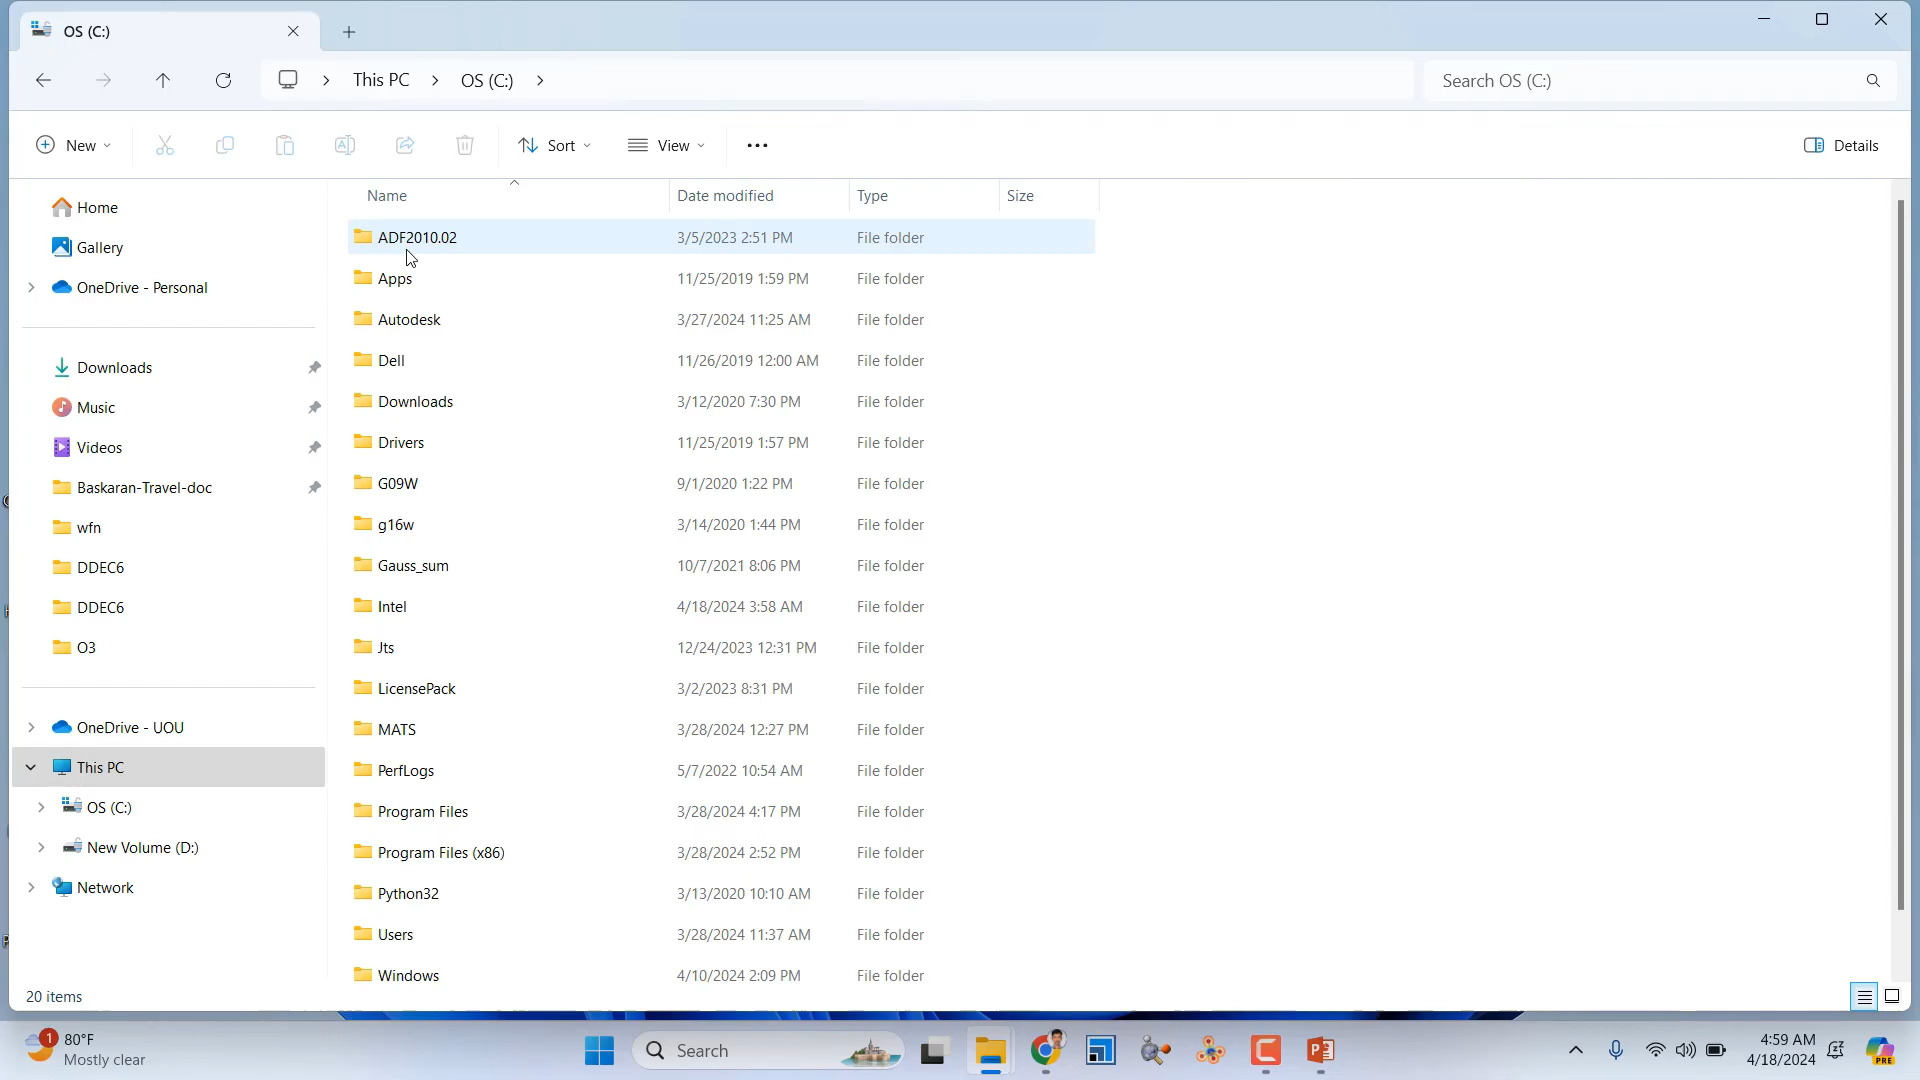 OS (C:)
This PC OS (C:)
Search OS (C:)
New Sort View Details
Name Date modified Type Size
ADF2010.02 3/5/2023 2:51 PM File folder
Apps 11/25/2019 1:59 PM File folder
Autodesk 3/27/2024 11:25 AM File folder
Dell 11/26/2019 12:00 AM File folder
Downloads 3/12/2020 7:30 PM File folder
Drivers 11/25/2019 1:57 PM File folder
G09W 9/1/2020 1:22 PM File folder
g16w 3/14/2020 1:44 PM File folder
Gauss_sum 10/7/2021 8:06 PM File folder
Intel 4/18/2024 3:58 AM File folder
Jts 12/24/2023 12:31 PM File folder
LicensePack 3/2/2023 8:31 PM File folder
MATS 3/28/2024 12:27 PM File folder
PerfLogs 5/7/2022 10:54 AM File folder
Program Files 3/28/2024 4:17 PM File folder
Program Files (x86) 3/28/2024 2:52 PM File folder
Python32 3/13/2020 10:10 AM File folder
Users 3/28/2024 11:37 AM File folder
Windows 4/10/2024 2:09 PM File folder
Home
Gallery
OneDrive - Personal
Downloads
Music
Videos
Baskaran-Travel-doc
wfn
DDEC6
DDEC6
O3
OneDrive - UOU
This PC
OS (C:)
New Volume (D:)
Network
20 items
1
80°F
Mostly clear
Search
4:59 AM
4/18/2024
PRE